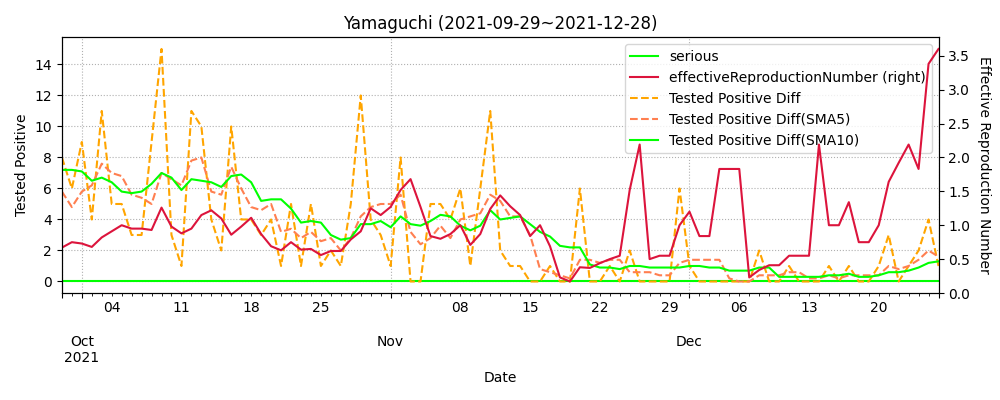 Yamaguchi (2021-09-29~2021-12-28)
serious
effectiveReproductionNumber (right)
Tested Positive Diff
Tested Positive Diff(SMA5)
Tested Positive Diff(SMA10)
Tested Positive
14
12
10
8
6
4
2
0
Effective Reproduction Number
3.5
3.0
2.5
2.0
1.5
1.0
0.5
0.0
04 11 18 25 08 15 22 29 06 13 20
Oct Nov Dec
2021
Date